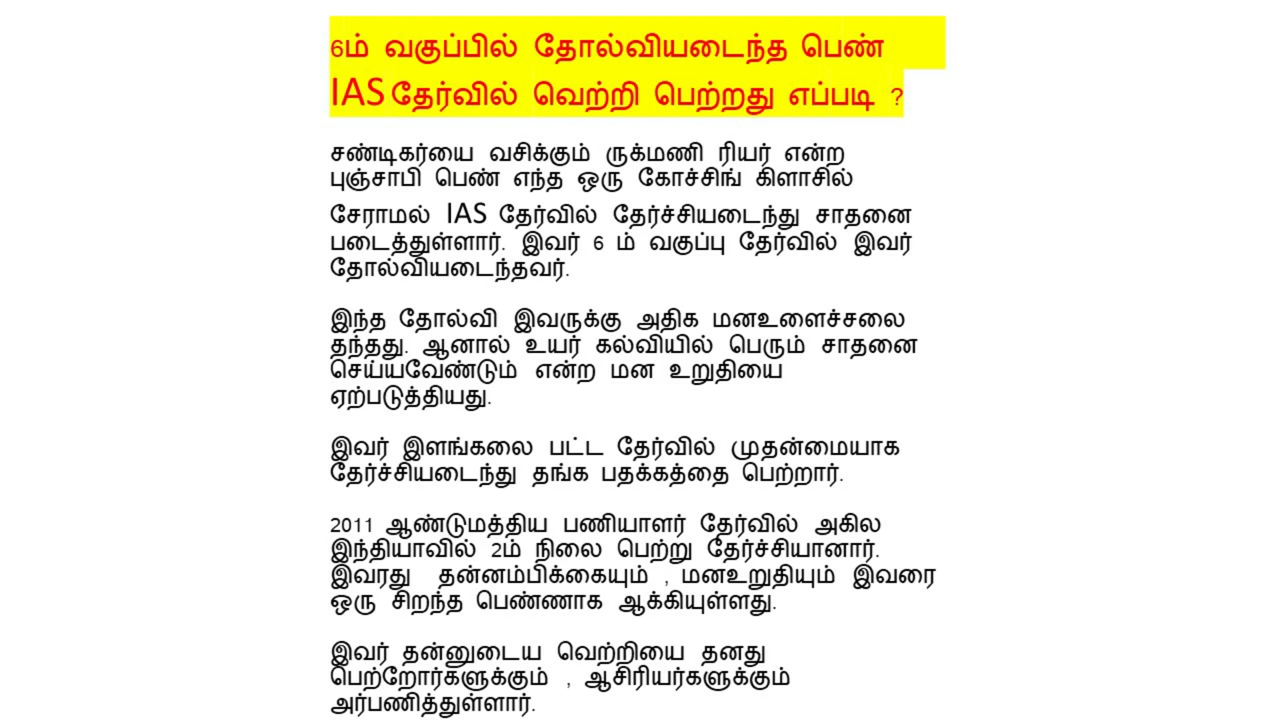 6ம் வகுப்பில் தோல்வியடைந்த பெண்
IAS தேர்வில் வெற்றி பெற்றது எப்படி ?
சண்டிகர்யை வசிக்கும் ருக்மணி ரியர் என்ற
புஞ்சாபி பெண் எந்த ஒரு கோச்சிங் கிளாசில்
சேராமல் IAS தேர்வில் தேர்ச்சியடைந்து சாதனை
படைத்துள்ளார். இவர் 6 ம் வகுப்பு தேர்வில் இவர்
தோல்வியடைந்தவர்.
இந்த தோல்வி இவருக்கு அதிக மனஉளைச்சலை
தந்தது. ஆனால் உயர் கல்வியில் பெரும் சாதனை
செய்யவேண்டும் என்ற மன உறுதியை
ஏற்படுத்தியது.
இவர் இளங்கலை பட்ட தேர்வில் முதன்மையாக
தேர்ச்சியடைந்து தங்க பதக்கத்தை பெற்றார்.
2011 ஆண்டுமத்திய பணியாளர் தேர்வில் அகில
இந்தியாவில் 2ம் நிலை பெற்று தேர்ச்சியானார்.
இவரது தன்னம்பிக்கையும் , மனஉறுதியும் இவரை
ஒரு சிறந்த பெண்ணாக ஆக்கியுள்ளது.
இவர் தன்னுடைய வெற்றியை தனது
பெற்றோர்களுக்கும் , ஆசிரியர்களுக்கும்
அர்பணித்துள்ளார்.